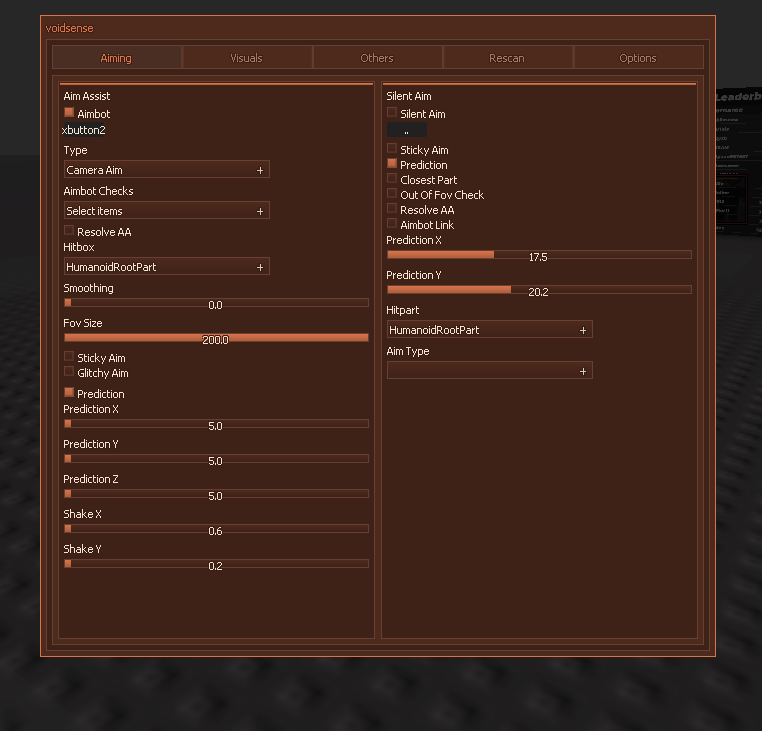 voidsense
Aiming
Visuals
Others
Rescan
Options
Aim Assist
Aimbot
xbutton2
Type
Camera Aim +
Aimbot Checks
Select items +
Resolve AA
Hitbox
HumanoidRootPart +
Smoothing
0.0
Fov Size
200.0
Sticky Aim
Glitchy Aim
Prediction
Prediction X
5.0
Prediction Y
5.0
Prediction Z
5.0
Shake X
0.6
Shake Y
0.2
Silent Aim
Silent Aim
..
Sticky Aim
Prediction
Closest Part
Out Of Fov Check
Resolve AA
Aimbot Link
Prediction X
17.5
Prediction Y
20.2
Hitpart
HumanoidRootPart +
Aim Type
+
Leaderb